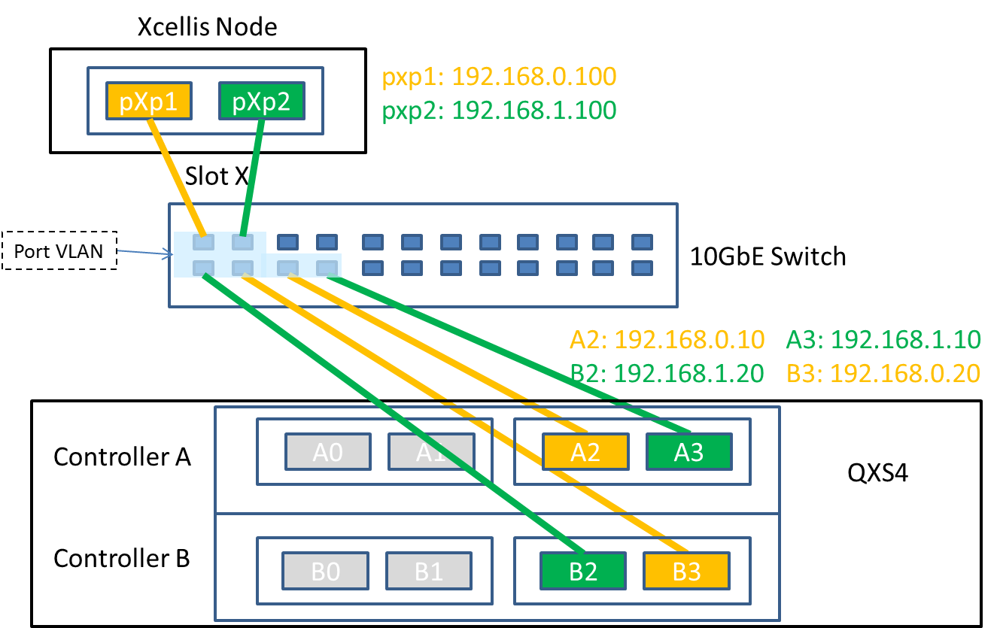 Xcellis Node
pXp1 pXp2
pxp1: 192.168.0.100
pxp2: 192.168.1.100
Slot X
Port VLAN
10GbE Switch
A2: 192.168.0.10 A3: 192.168.1.10
B2: 192.168.1.20 B3: 192.168.0.20
Controller A
A0 A1 A2 A3
QXS4
Controller B
B0 B1 B2 B3